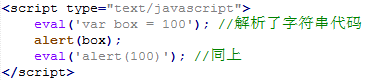 <script type="text/javascript">
eval('var box = 100'); //解析了字符串代码
alert(box);
eval('alert(100)'); //同上
</script>